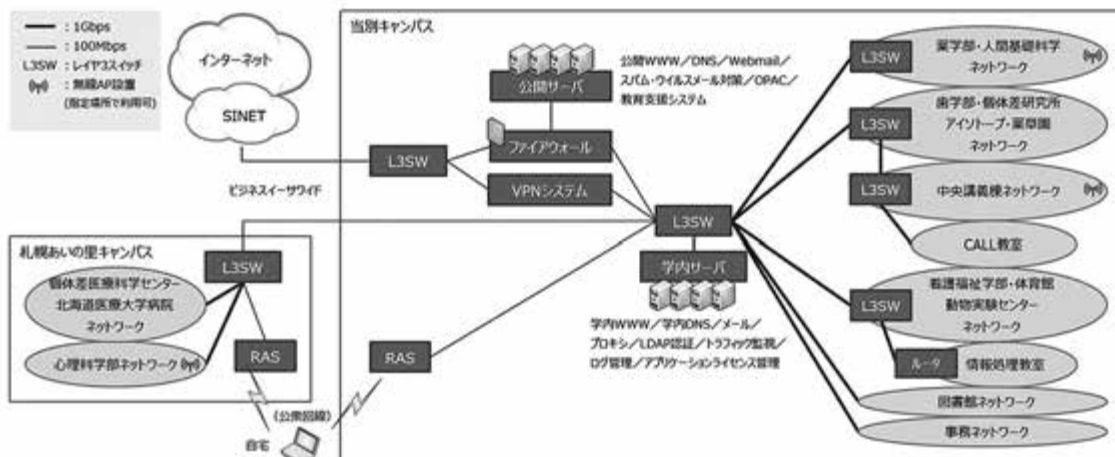 : 1Gbps
: 100Mbps
L3SW : レイヤ3スイッチ
: 無線AP設置
(指定場所で利用可)
インターネット
SINET
ビジネスイーサワイド
当別キャンパス
公開サーバ
公開WWW/DNS/Webmail/
スパム・ウイルスメール対策/OPAC/
教育支援システム
L3SW
ファイアウォール
VPNシステム
L3SW
学内サーバ
学内WWW/学内DNS/メール/
プロキシ/LDAP認証/トラフィック監視/
ログ管理/アプリケーションライセンス管理
RAS
札幌あいの里キャンパス
L3SW
個体差医療科学センター
北海道医療大学病院
ネットワーク
心理科学部ネットワーク
RAS
(公衆回線)
自宅
L3SW
薬学部・人間基礎科学
ネットワーク
L3SW
歯学部・個体差研究所
アイソトープ・薬草園
ネットワーク
L3SW
中央講義棟ネットワーク
CALL教室
L3SW
看護福祉学部・体育館
動物実験センター
ネットワーク
ルータ
情報処理教室
図書館ネットワーク
事務ネットワーク